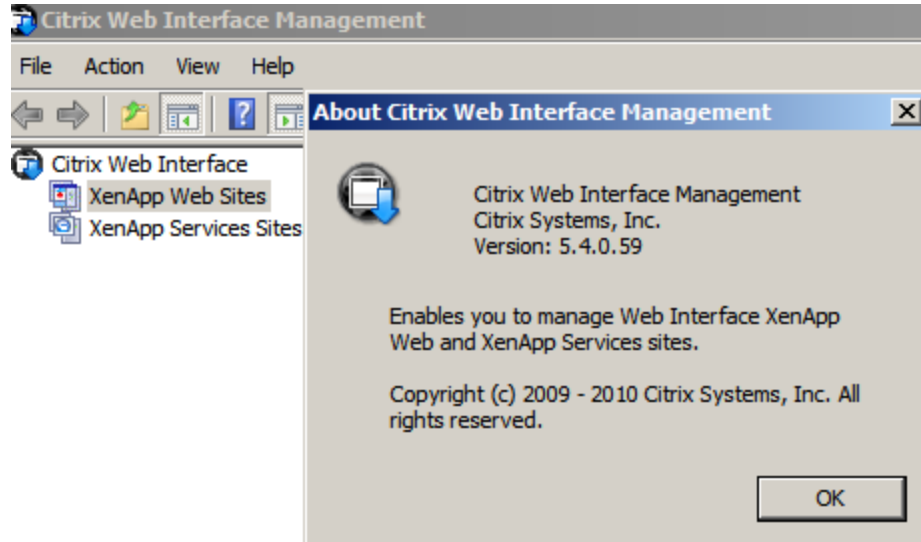 Citrix Web Interface Management
File Action View Help
About Citrix Web Interface Management
Citrix Web Interface
XenApp Web Sites
XenApp Services Sites
Citrix Web Interface Management
Citrix Systems, Inc.
Version: 5.4.0.59
Enables you to manage Web Interface XenApp
Web and XenApp Services sites.
Copyright (c) 2009 - 2010 Citrix Systems, Inc. All
rights reserved.
OK